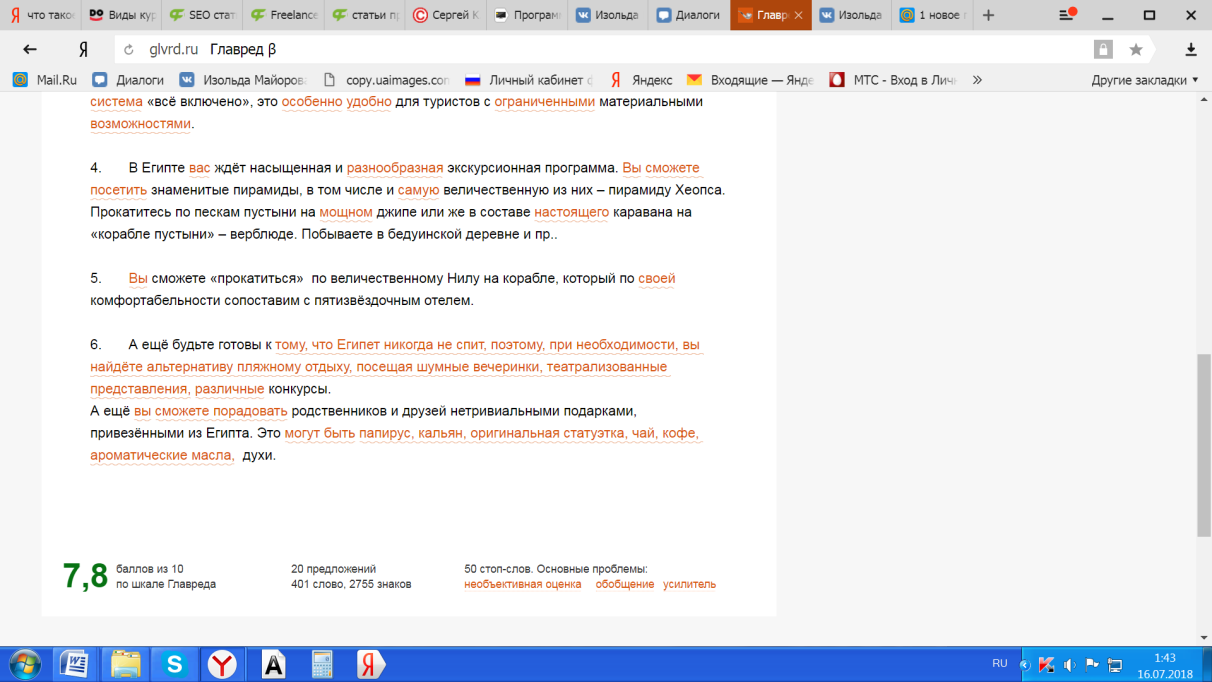 что тако
Виды кур
SEO стат
Freelance
статьи п
Сергей К
Програм
Изольда
Диалоги
Главр
Изольда
1 новое
glvrd.ru Главред β
Mail.Ru
Диалоги
Изольда Майоров
copy.uaimages.con
Личный кабинет
Яндекс
Входящие — Янде
МТС - Вход в Личн
Другие закладки
система «всё включено», это особенно удобно для туристов с ограниченными материальными
возможностями.
4. В Египте вас ждёт насыщенная и разнообразная экскурсионная программа. Вы сможете
посетить знаменитые пирамиды, в том числе и самую величественную из них – пирамиду Хеопса.
Прокатитесь по пескам пустыни на мощном джипе или же в составе настоящего каравана на
«корабле пустыни» – верблюде. Побываете в бедуинской деревне и пр..
5. Вы сможете «прокатиться» по величественному Нилу на корабле, который по своей
комфортабельности сопоставим с пятизвёздочным отелем.
6. А ещё будьте готовы к тому, что Египет никогда не спит, поэтому, при необходимости, вы
найдёте альтернативу пляжному отдыху, посещая шумные вечеринки, театрализованные
представления, различные конкурсы.
А ещё вы сможете порадовать родственников и друзей нетривиальными подарками,
привезёнными из Египта. Это могут быть папирус, кальян, оригинальная статуэтка, чай, кофе,
ароматические масла, духи.
7,8 баллов из 10
по шкале Главреда
20 предложений
401 слово, 2755 знаков
50 стоп-слов. Основные проблемы:
необъективная оценка обобщение усилитель
RU
1:43
16.07.2018